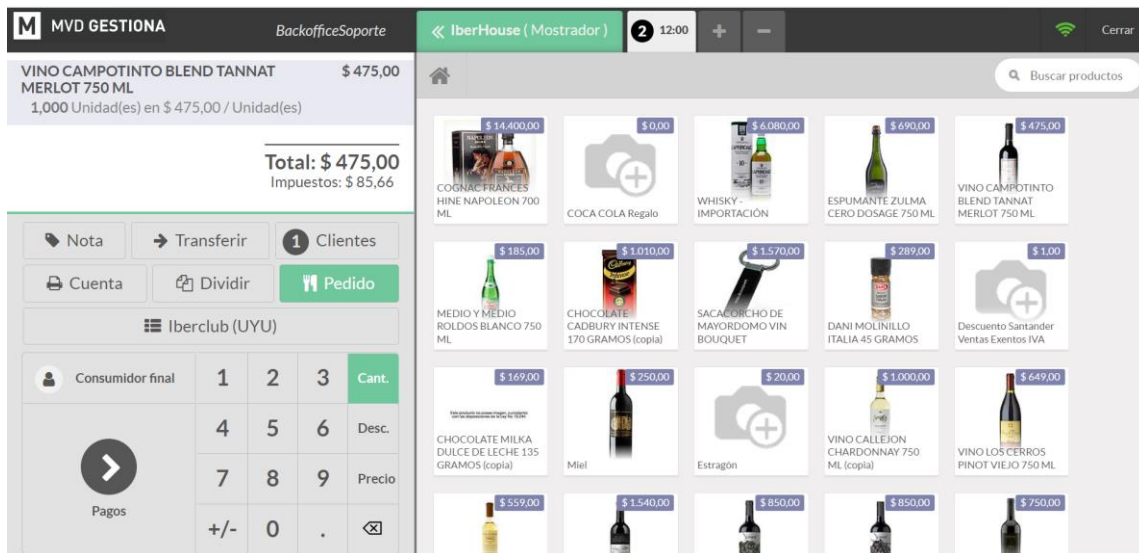 M MVD GESTIONA
BackofficeSoporte
IberHouse ( Mostrador )
2 12:00
+ −
Cerrar
VINO CAMPOTINTO BLEND TANNAT $ 475,00
MERLOT 750 ML
1,000 Unidad(es) en $ 475,00 / Unidad(es)
Total: $ 475,00
Impuestos: $ 85,66
Nota
Transferir
1 Clientes
Cuenta
Dividir
Pedido
Iberclub (UYU)
Consumidor final
Pagos
1 2 3 Cant.
4 5 6 Desc.
7 8 9 Precio
+/- 0 .
Buscar productos
$ 14.400,00
COGNAC FRANCES
HINE NAPOLEON 700
ML
$ 0,00
COCA COLA Regalo
$ 6.080,00
WHISKY -
IMPORTACIÓN
$ 690,00
ESPUMANTE ZULMA
CERO DOSAGE 750 ML
$ 475,00
VINO CAMPOTINTO
BLEND TANNAT
MERLOT 750 ML
$ 185,00
MEDIO Y MEDIO
ROLDOS BLANCO 750
ML
$ 1.010,00
CHOCOLATE
CADBURY INTENSE
170 GRAMOS (copia)
$ 1.570,00
SACACORCHO DE
MAYORDOMO VIN
BOUQUET
$ 289,00
DANI MOLINILLO
ITALIA 45 GRAMOS
$ 1,00
Descuento Santander
Ventas Exentos IVA
$ 169,00
CHOCOLATE MILKA
DULCE DE LECHE 135
GRAMOS (copia)
$ 250,00
Miel
$ 20,00
Estragón
$ 1.000,00
VINO CALLEJON
CHARDONNAY 750
ML (copia)
$ 649,00
VINO LOS CERROS
PINOT VIEJO 750 ML
$ 559,00
$ 1.540,00
$ 850,00
$ 850,00
$ 750,00